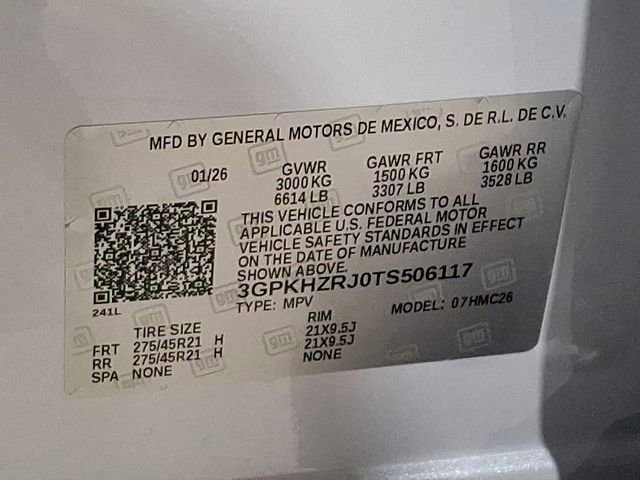 MFD BY GENERAL MOTORS DE MEXICO, S. DE R.L. DE C.V.
01/26 GVWR GAWR FRT GAWR RR
3000 KG 1500 KG 1600 KG
6614 LB 3307 LB 3528 LB
THIS VEHICLE CONFORMS TO ALL
APPLICABLE U.S. FEDERAL MOTOR
VEHICLE SAFETY STANDARDS IN EFFECT
ON THE DATE OF MANUFACTURE
SHOWN ABOVE.
3GPKHZRJ0TS506117
241L
TYPE: MPV MODEL: 07HMC26
TIRE SIZE RIM
FRT 275/45R21 H 21X9.5J
RR 275/45R21 H 21X9.5J
SPA NONE NONE